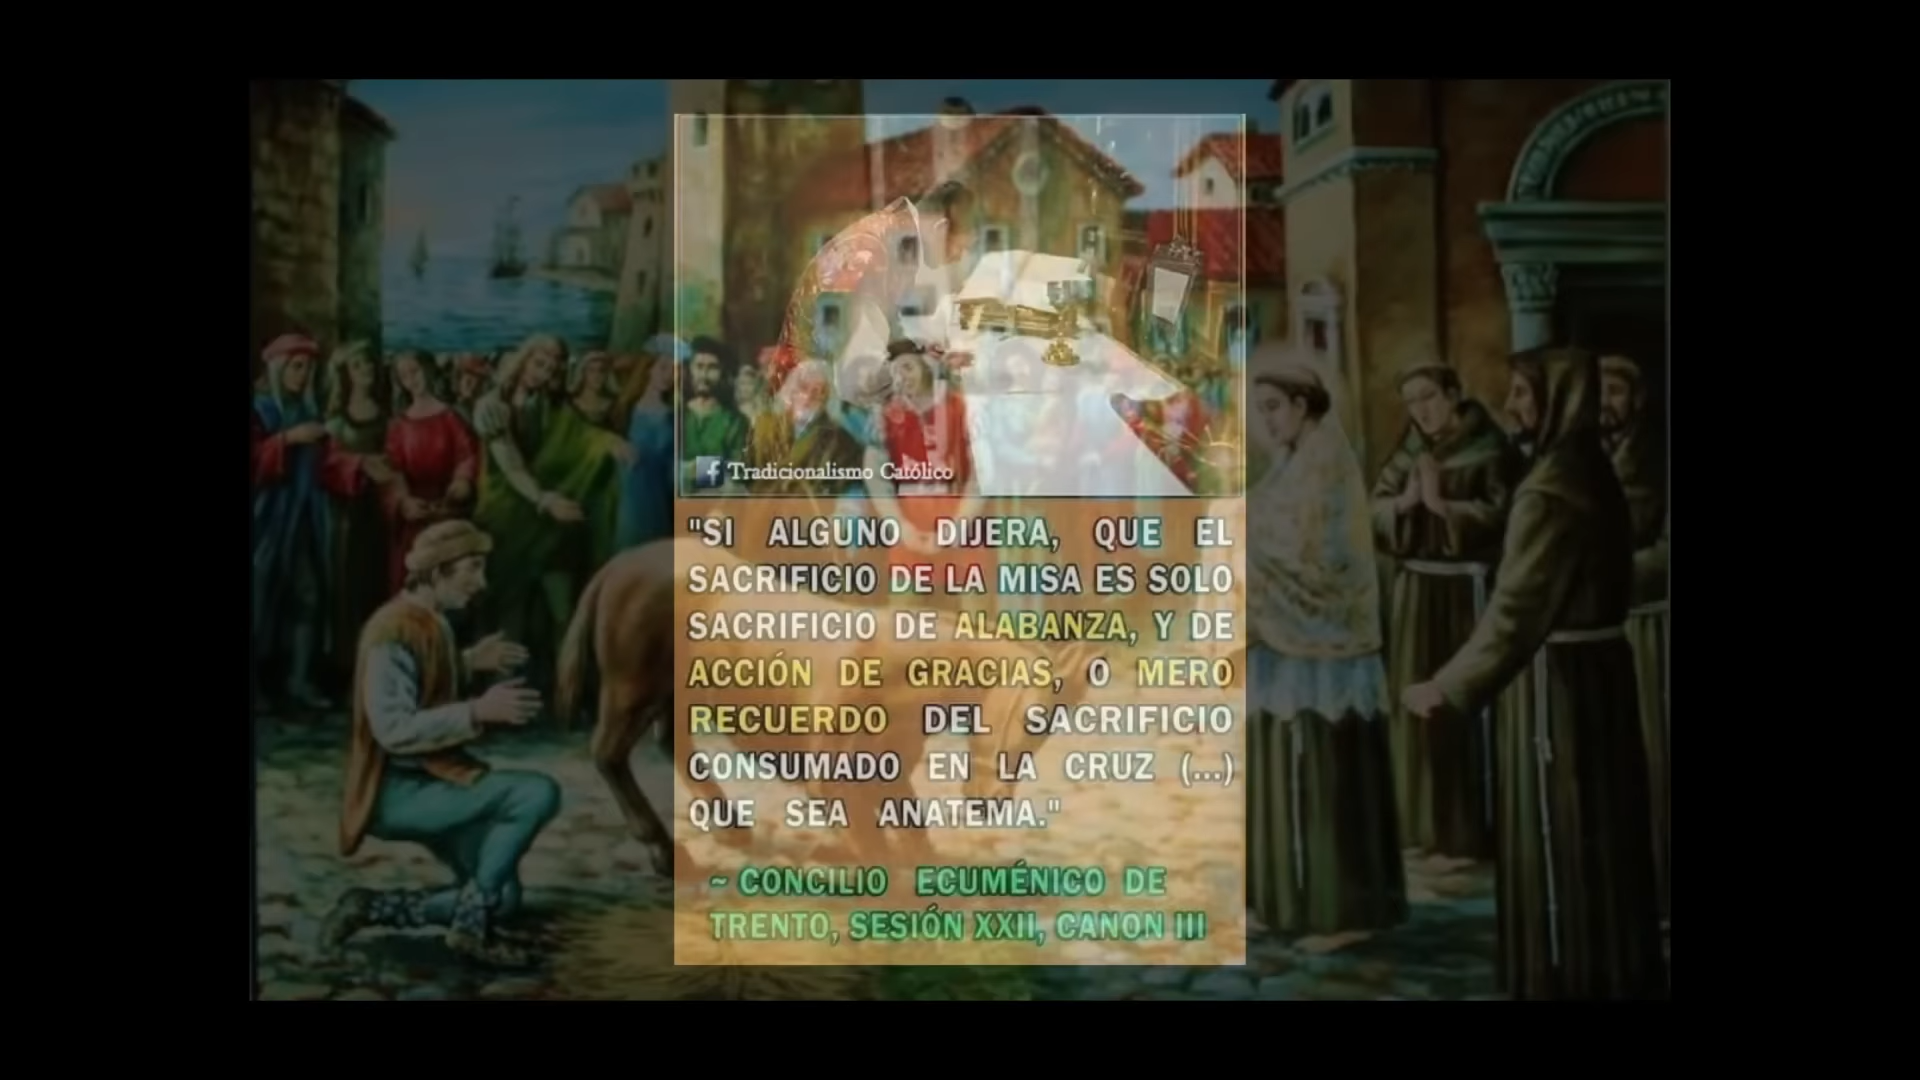 Tradicionalismo Católico
"SI ALGUNO DIJERA, QUE EL
SACRIFICIO DE LA MISA ES SOLO
SACRIFICIO DE ALABANZA, Y DE
ACCIÓN DE GRACIAS, O MERO
RECUERDO DEL SACRIFICIO
CONSUMADO EN LA CRUZ (...)
QUE SEA ANATEMA."
~ CONCILIO ECUMÉNICO DE
TRENTO, SESIÓN XXII, CANON III